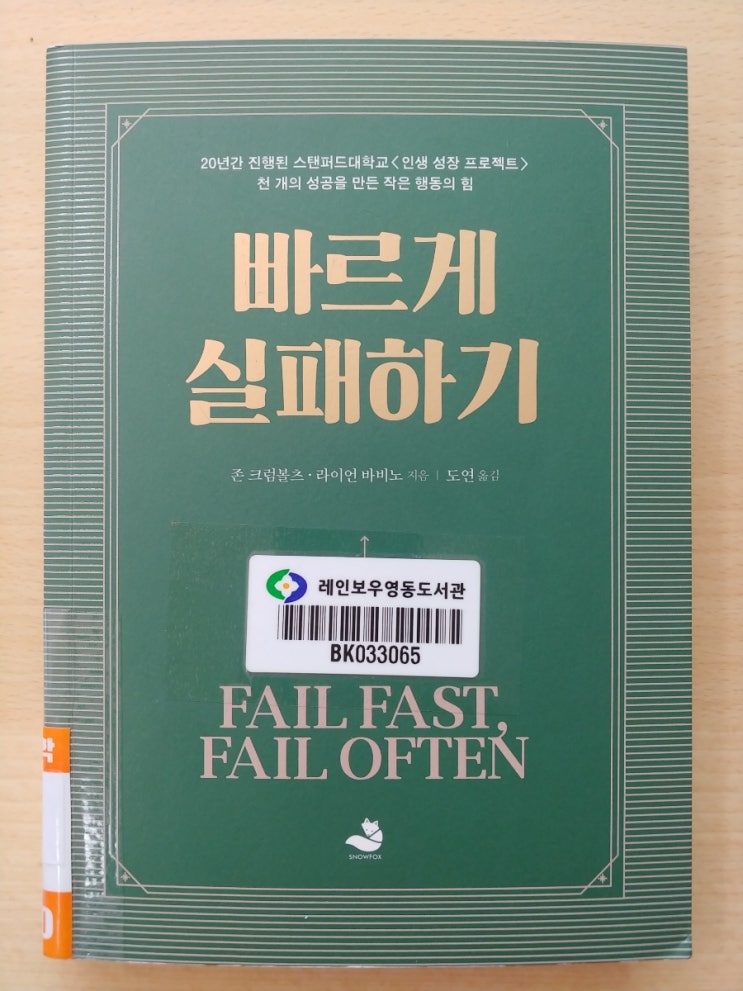 20년간 진행된 스탠퍼드대학교 <인생 성장 프로젝트>
천 개의 성공을 만든 작은 행동의 힘
빠르게
실패하기
존 크럼볼츠 · 라이언 바비노 지음 | 도연 옮김
레인보우영동도서관
BK033065
FAIL FAST,
FAIL OFTEN
SNOWFOX
학
0